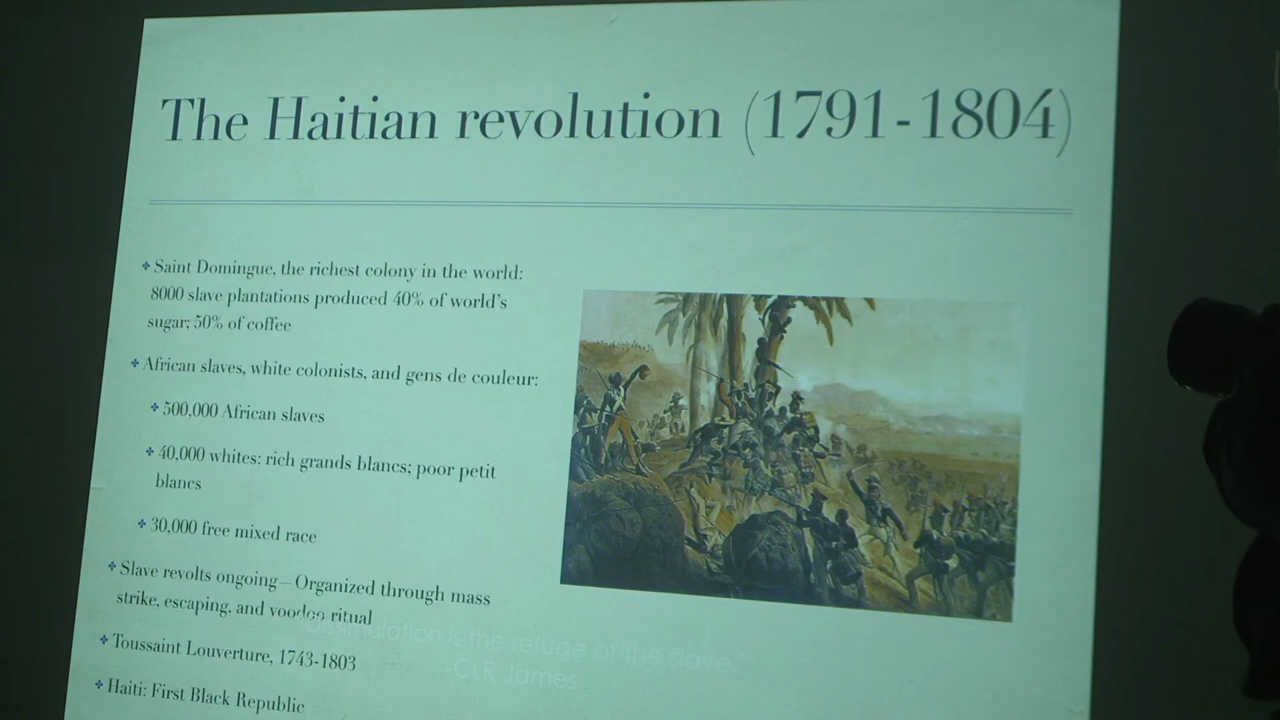 The Haitian revolution (1791-1804)
Saint Domingue, the richest colony in the world:
8000 slave plantations produced 40% of world's
sugar; 50% of coffee
African slaves, white colonists, and gens de couleur:
500,000 African slaves
40,000 whites: rich grands blancs; poor petit
blancs
30,000 free mixed race
Slave revolts ongoing—Organized through mass
strike, escaping, and voodoo ritual
dissimulation is the refuge of the slave
-CLR James
Toussaint Louverture, 1743-1803
Haiti: First Black Republic